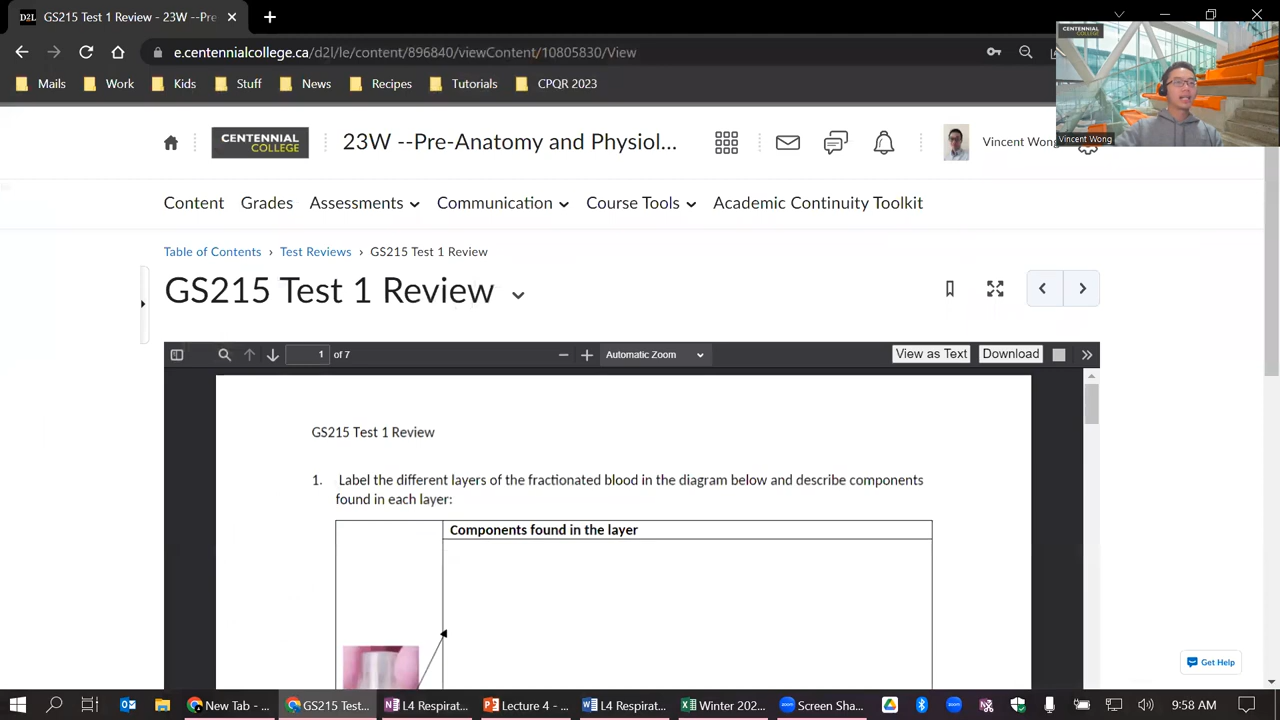 GS215 Test 1 Review - 23W --Pre
e.centennialcollege.ca/d2l/le/content/896840/viewContent/10805830/View
Mails
Work
Kids
Stuff
News
Recipes
Tutorials
CPQR 2023
CENTENNIAL
COLLEGE
Vincent Wong
CENTENNIAL
COLLEGE
23W --Pre-Anatomy and Physiol...
Vincent Wong
Content
Grades
Assessments
Communication
Course Tools
Academic Continuity Toolkit
Table of Contents › Test Reviews › GS215 Test 1 Review
GS215 Test 1 Review
1 of 7
Automatic Zoom
View as Text
Download
GS215 Test 1 Review
1. Label the different layers of the fractionated blood in the diagram below and describe components
found in each layer:
Components found in the layer
Get Help
New Tab -
GS215 Test...
L4 Respirat...
Lecture 4 - ...
L4 Respirat...
Winter 202...
Screen Sha...
9:58 AM